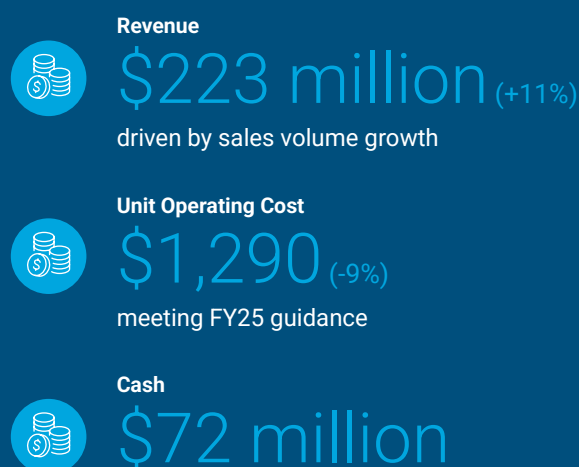 Revenue
$223 million (+11%)
driven by sales volume growth
Unit Operating Cost
$1,290 (-9%)
meeting FY25 guidance
Cash
$72 million